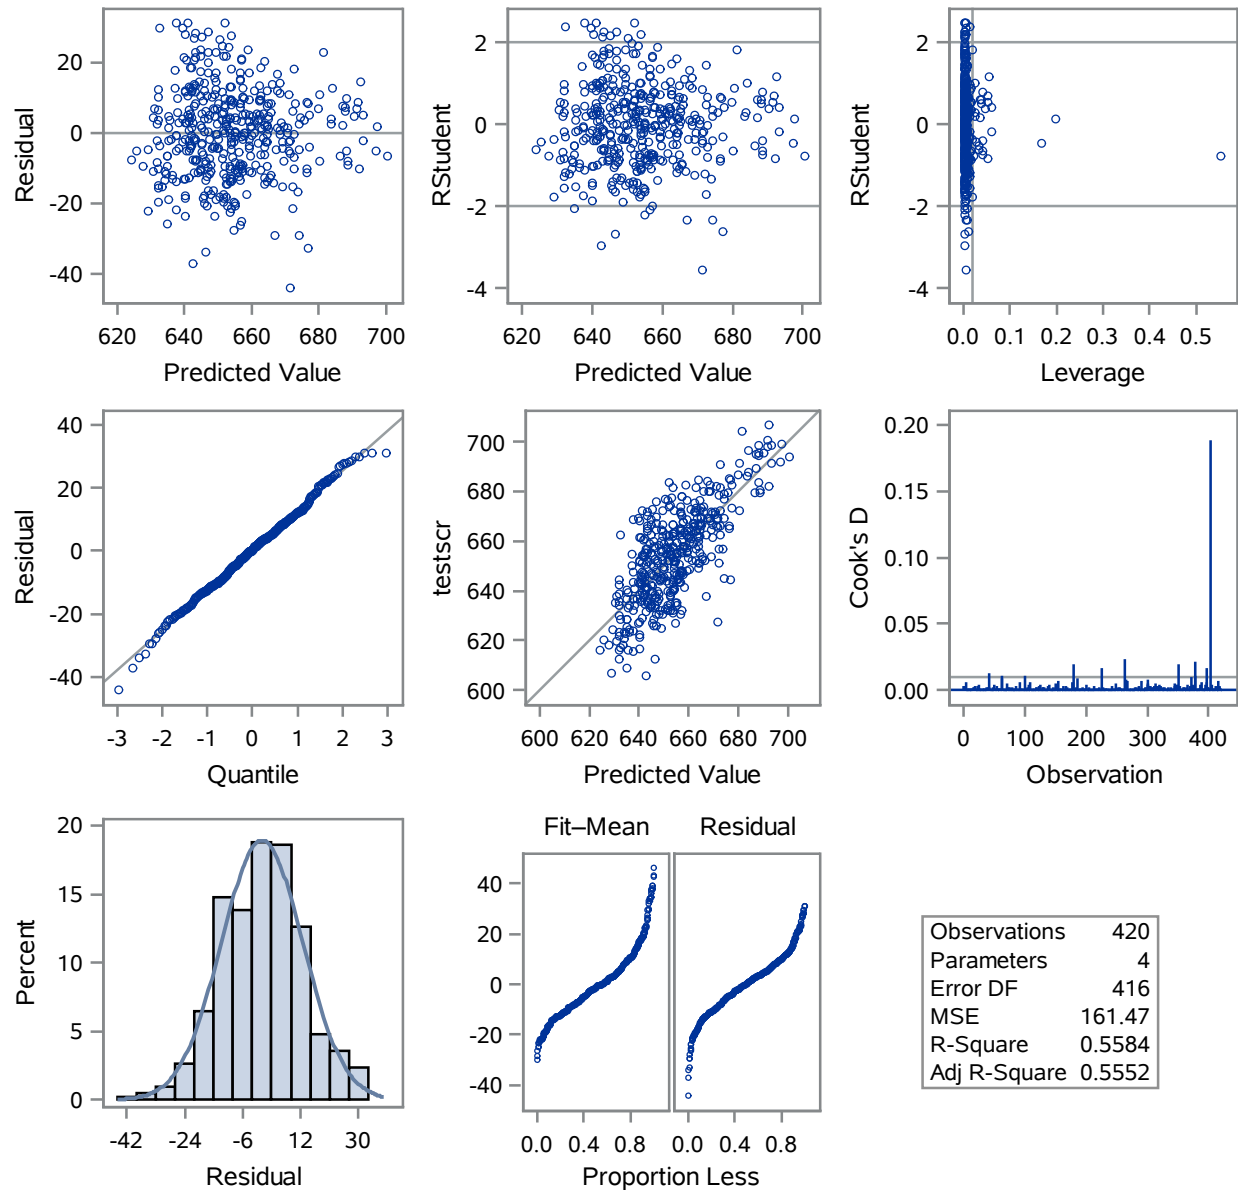 Residual
20
0
-20
-40
620 640 660 680 700
Predicted Value
RStudent
2
0
-2
-4
620 640 660 680 700
Predicted Value
RStudent
2
0
-2
-4
0.0 0.1 0.2 0.3 0.4 0.5
Leverage
Residual
40
20
0
-20
-40
-3 -2 -1 0 1 2 3
Quantile
testscr
700
680
660
640
620
600
600 620 640 660 680 700
Predicted Value
Cook's D
0.20
0.15
0.10
0.05
0.00
0 100 200 300 400
Observation
Percent
20
15
10
5
0
-42 -24 -6 12 30
Residual
Fit–Mean Residual
40
20
0
-20
-40
0.0 0.4 0.8 0.0 0.4 0.8
Proportion Less
Observations 420
Parameters 4
Error DF 416
MSE 161.47
R-Square 0.5584
Adj R-Square 0.5552